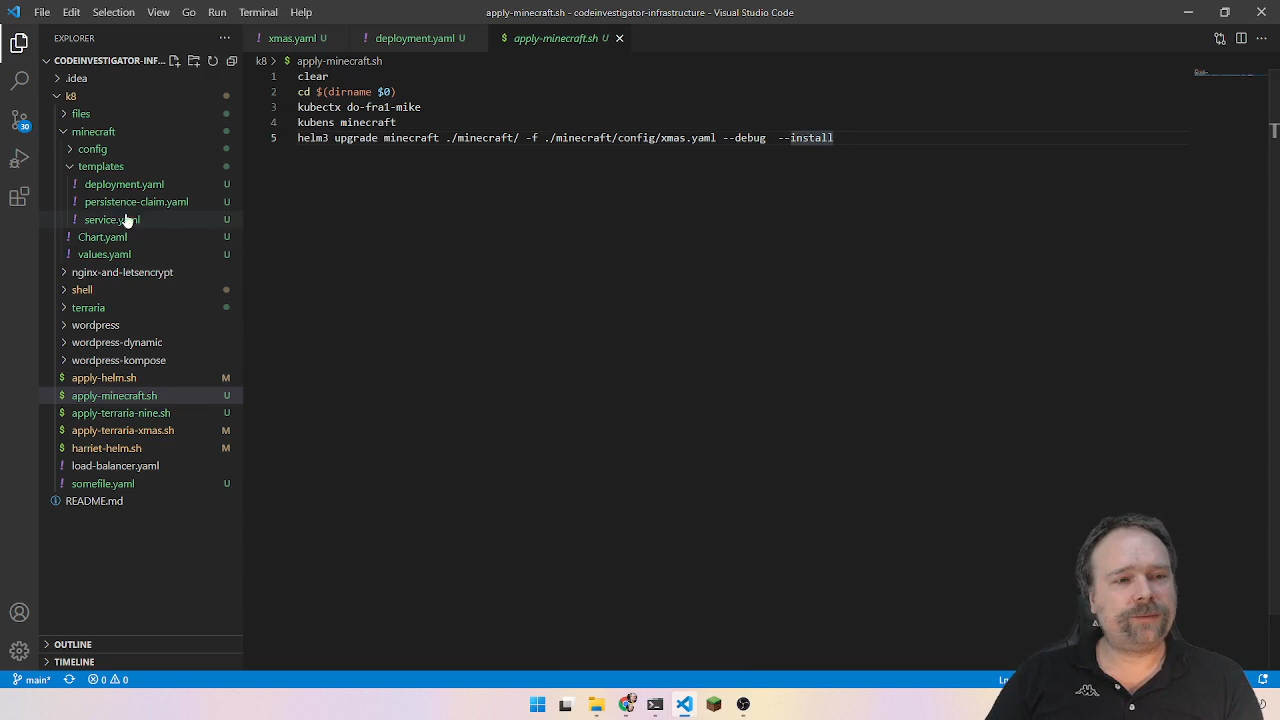 File Edit Selection View Go Run Terminal Help
apply-minecraft.sh - codeinvestigator-infrastructure - Visual Studio Code
EXPLORER
xmas.yaml U
deployment.yaml U
apply-minecraft.sh U
CODEINVESTIGATOR-INF...
k8 > apply-minecraft.sh
.idea
k8
files
minecraft
config
templates
deployment.yaml U
persistence-claim.yaml U
service.yaml U
Chart.yaml U
values.yaml U
nginx-and-letsencrypt
shell
terraria
wordpress
wordpress-dynamic
wordpress-kompose
apply-helm.sh M
apply-minecraft.sh U
apply-terraria-nine.sh U
apply-terraria-xmas.sh M
harriet-helm.sh M
load-balancer.yaml
somefile.yaml U
README.md
1 clear
2 cd $(dirname $0)
3 kubectx do-fra1-mike
4 kubens minecraft
5 helm3 upgrade minecraft ./minecraft/ -f ./minecraft/config/xmas.yaml --debug --install
30
OUTLINE
TIMELINE
main* 0 0